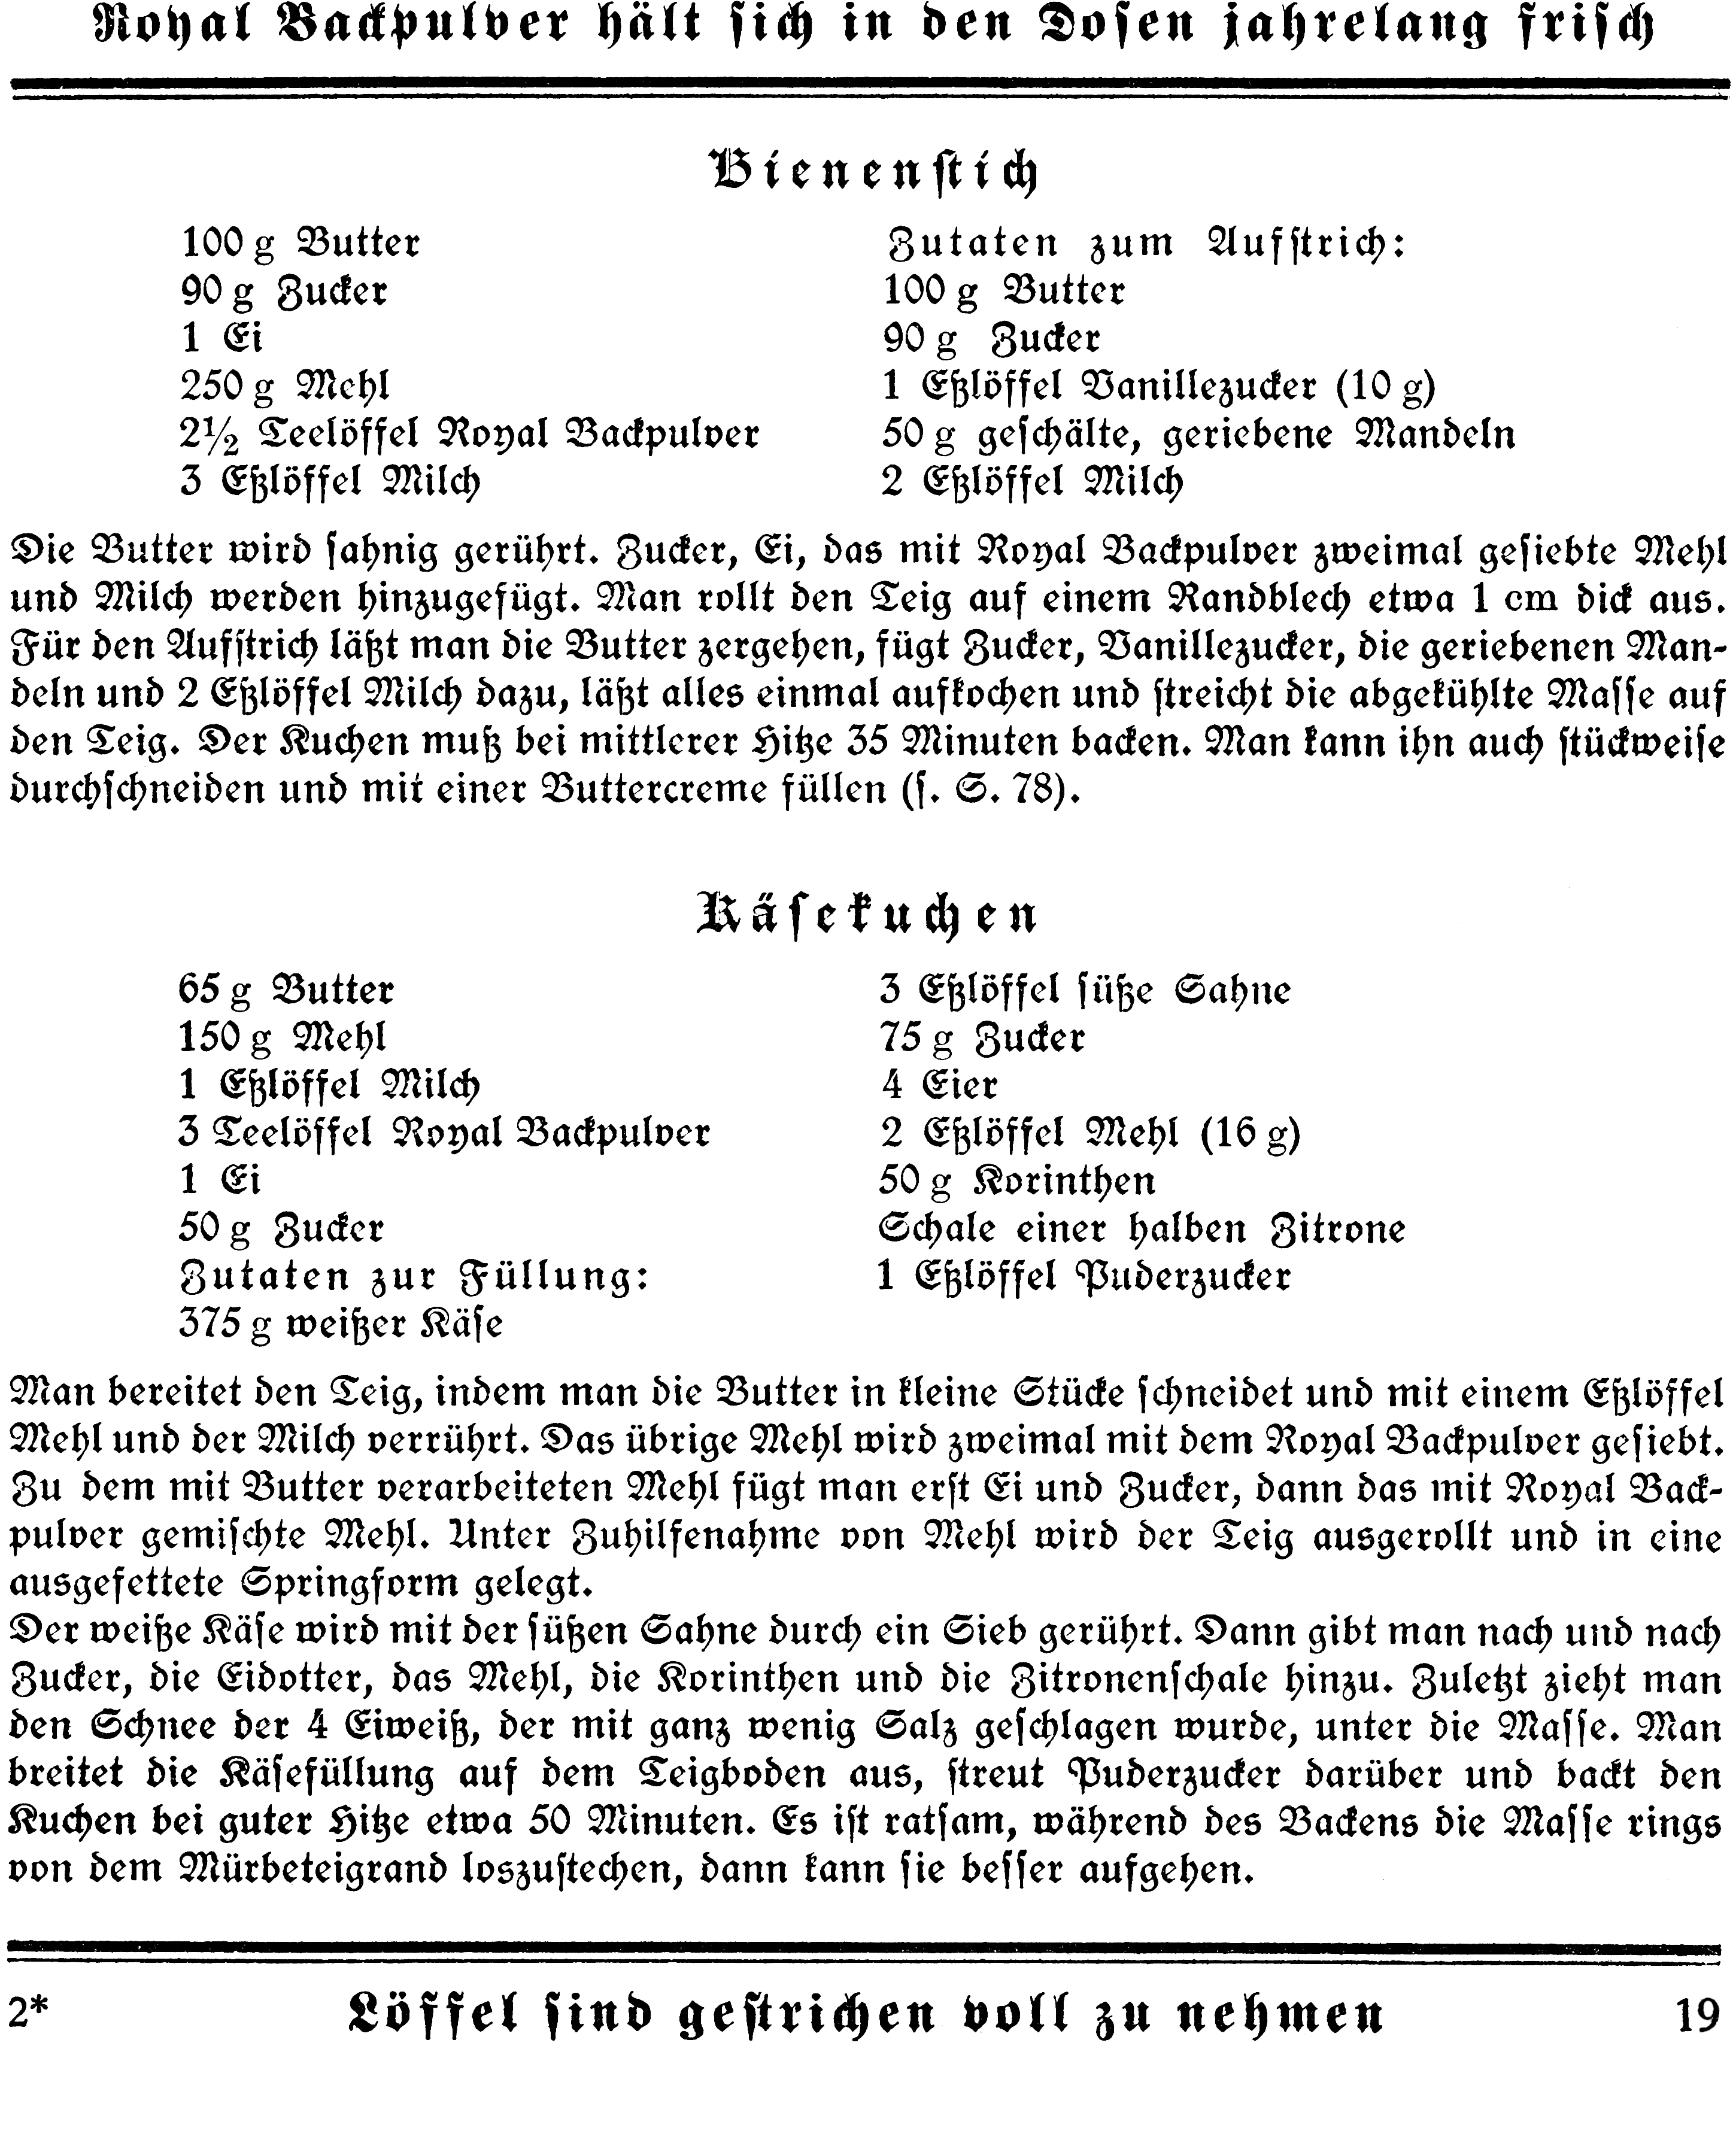 Royal Backpulver hält sich in den Dosen jahrelang frisch
Bienenstich
100 g Butter
90 g Zucker
1 Ei
250 g Mehl
2½ Teelöffel Royal Backpulver
3 Eßlöffel Milch
Zutaten zum Aufstrich:
100 g Butter
90 g Zucker
1 Eßlöffel Vanillezucker (10 g)
50 g geschälte, geriebene Mandeln
2 Eßlöffel Milch
Die Butter wird sahnig gerührt. Zucker, Ei, das mit Royal Backpulver zweimal gesiebte Mehl
und Milch werden hinzugefügt. Man rollt den Teig auf einem Randblech etwa 1 cm dick aus.
Für den Aufstrich läßt man die Butter zergehen, fügt Zucker, Vanillezucker, die geriebenen Man-
deln und 2 Eßlöffel Milch dazu, läßt alles einmal aufkochen und streicht die abgekühlte Masse auf
den Teig. Der Kuchen muß bei mittlerer Hitze 35 Minuten backen. Man kann ihn auch stückweise
durchschneiden und mit einer Buttercreme füllen (s. S. 78).
Käsekuchen
65 g Butter
150 g Mehl
1 Eßlöffel Milch
3 Teelöffel Royal Backpulver
1 Ei
50 g Zucker
Zutaten zur Füllung:
375 g weißer Käse
3 Eßlöffel süße Sahne
75 g Zucker
4 Eier
2 Eßlöffel Mehl (16 g)
50 g Korinthen
Schale einer halben Zitrone
1 Eßlöffel Puderzucker
Man bereitet den Teig, indem man die Butter in kleine Stücke schneidet und mit einem Eßlöffel
Mehl und der Milch verrührt. Das übrige Mehl wird zweimal mit dem Royal Backpulver gesiebt.
Zu dem mit Butter verarbeiteten Mehl fügt man erst Ei und Zucker, dann das mit Royal Back-
pulver gemischte Mehl. Unter Zuhilfenahme von Mehl wird der Teig ausgerollt und in eine
ausgefettete Springform gelegt.
Der weiße Käse wird mit der süßen Sahne durch ein Sieb gerührt. Dann gibt man nach und nach
Zucker, die Eidotter, das Mehl, die Korinthen und die Zitronenschale hinzu. Zuletzt zieht man
den Schnee der 4 Eiweiß, der mit ganz wenig Salz geschlagen wurde, unter die Masse. Man
breitet die Käsefüllung auf dem Teigboden aus, streut Puderzucker darüber und backt den
Kuchen bei guter Hitze etwa 50 Minuten. Es ist ratsam, während des Backens die Masse rings
von dem Mürbeteigrand loszustechen, dann kann sie besser aufgehen.
2*
Löffel sind gestrichen voll zu nehmen
19